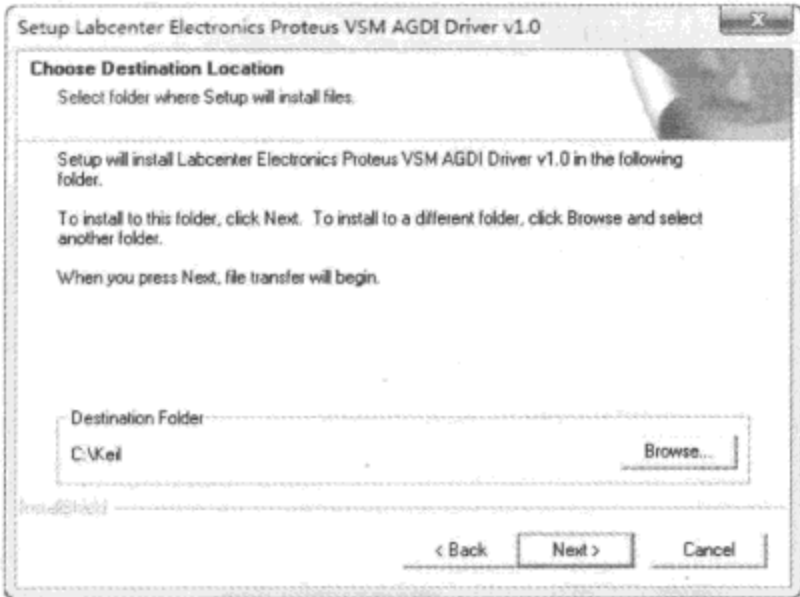 Setup Labcenter Electronics Proteus VSM AGDI Driver v1.0
Choose Destination Location
Select folder where Setup will install files.
Setup will install Labcenter Electronics Proteus VSM AGDI Driver v1.0 in the following
folder.
To install to this folder, click Next. To install to a different folder, click Browse and select
another folder.
When you press Next, file transfer will begin.
Destination Folder
C:\Keil
Browse...
InstallShield
< Back
Next >
Cancel